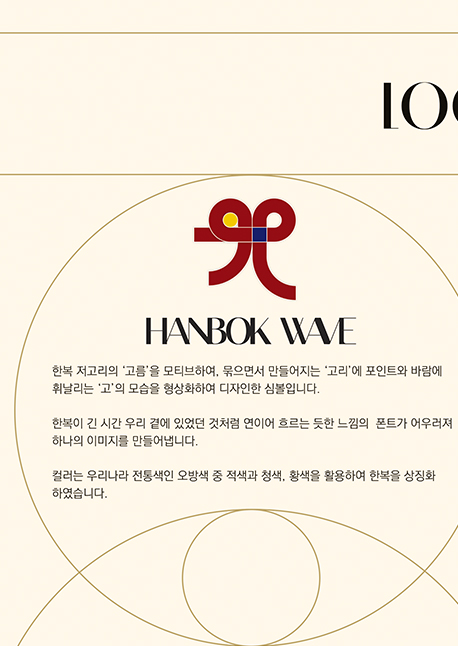 LO
HANBOK WAVE
한복 저고리의 '고름'을 모티브하여, 묶으면서 만들어지는 '고리'에 포인트와 바람에
휘날리는 '고'의 모습을 형상화하여 디자인한 심볼입니다.
한복이 긴 시간 우리 곁에 있었던 것처럼 연이어 흐르는 듯한 느낌의 폰트가 어우러져
하나의 이미지를 만들어냅니다.
컬러는 우리나라 전통색인 오방색 중 적색과 청색, 황색을 활용하여 한복을 상징화
하였습니다.